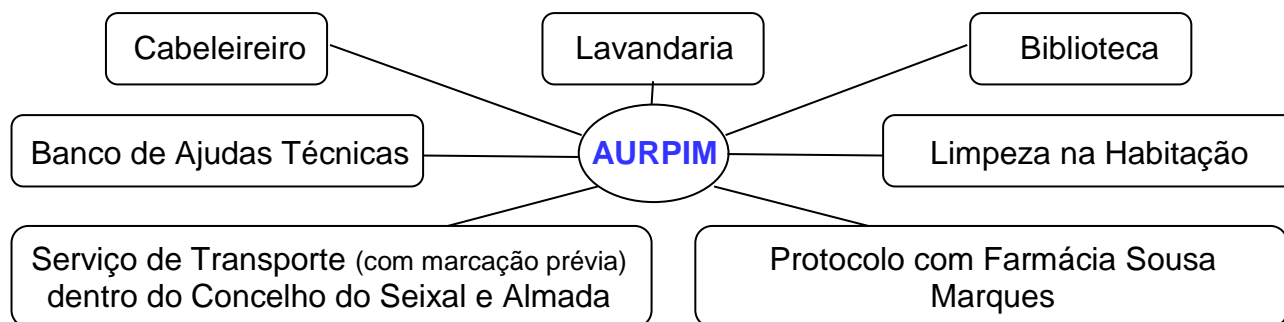 Cabeleireiro
Lavandaria
Biblioteca
Banco de Ajudas Técnicas
AURPIM
Limpeza na Habitação
Serviço de Transporte (com marcação prévia)
dentro do Concelho do Seixal e Almada
Protocolo com Farmácia Sousa
Marques